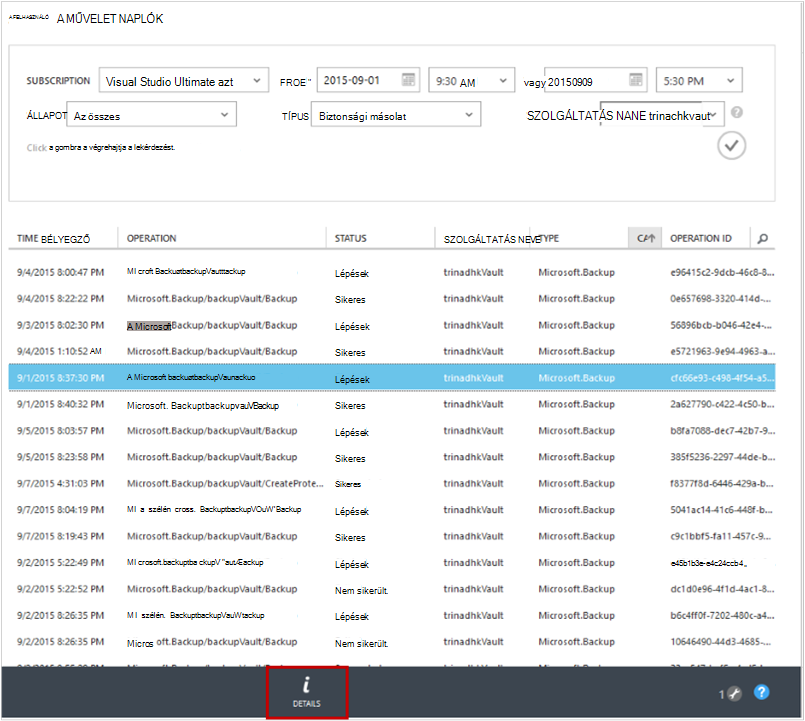 A FELHASZNÁLÓ A MŰVELET NAPLÓK
SUBSCRIPTION Visual Studio Ultimate azt FROE" 2015-09-01 9:30 AM vagy 20150909 5:30 PM
ÁLLAPOT Az összes TÍPUS Biztonsági másolat SZOLGÁLTATÁS NANE trinachkvaut
Click a gombra a végrehajtja a lekérdezést.
TIME BÉLYEGZŐ OPERATION STATUS SZOLGÁLTATÁS NEVE TYPE OPERATION ID
9/4/2015 8:00:47 PM MI croft BackuatbackupVautttackup Lépések trinadhkVault Microsoft.Backup e96415c2-9dcb-46c8-8...
9/4/2015 8:22:22 PM Microsoft.Backup/backupVault/Backup Sikeres trinadhkVault Microsoft.Backup 0e657698-3320-414d-...
9/3/2015 8:02:30 PM A Microsoft Backup/backupVault/Backup Lépések trinadhkVault Microsoft.Backup 56896bcb-b046-42e4-...
9/4/2015 1:10:52 AM Microsoft.Backup/backupVault/Backup Sikeres trinadhkVault Microsoft.Backup e5721963-9e94-4963-a...
9/1/2015 8:37:30 PM A Microsoft backuatbackupVaunackuo Lépések trinadhkVault Microsoft.Backup cfc66e93-c498-4f54-a5...
9/1/2015 8:40:32 PM Microsoft. BackuptbackupvauVBackup Sikeres trinadhkVault Microsoft.Backup 2a627790-c422-4c50-b...
9/5/2015 8:03:57 PM Microsoft.Backup/backupVault/Backup Lépések trinadhkVault Microsoft.Backup b8fa7088-dec7-42b7-9...
9/5/2015 8:23:58 PM Microsoft.Backup/backupVault/Backup Sikeres trinadhkVault Microsoft.Backup 385f5236-2297-44de-b...
9/7/2015 4:31:03 PM Microsoft.Backup/backupVault/CreateProte... Sikeres trinadhkVault Microsoft.Backup f8377f8d-6446-429a-b...
9/7/2015 8:04:19 PM MI a szélén cross. BackuptbackupVOuW'Backup Lépések trinadhkVault Microsoft.Backup 5041ac14-41c6-448f-b...
9/7/2015 8:19:43 PM Microsoft.Backup/backupVault/Backup Sikeres trinadhkVault Microsoft.Backup c9c1bbf5-fa11-457c-9...
9/2/2015 5:22:49 PM MI crosoft.backuptba ckupV "aut/Eackup Lépések trinadhkVault Microsoft.Backup e45b1b3e-e4c24ccb4_
9/2/2015 5:22:52 PM Microsoft.Backup/backupVault/Backup Nem sikerült. trinadhkVault Microsoft.Backup dc1d0e96-4f1d-4ac1-8...
9/2/2015 8:26:35 PM MI szélén. BackuptbackupVauWtackup Lépések trinadhkVault Microsoft.Backup b6c4ff0f-7202-480c-a4...
9/2/2015 8:26:35 PM Micros oft.Backup/backupVault/Backup Nem sikerült. trinadhkVault Microsoft.Backup 10646490-44d3-4685-...
i
DETAILS
1 ?